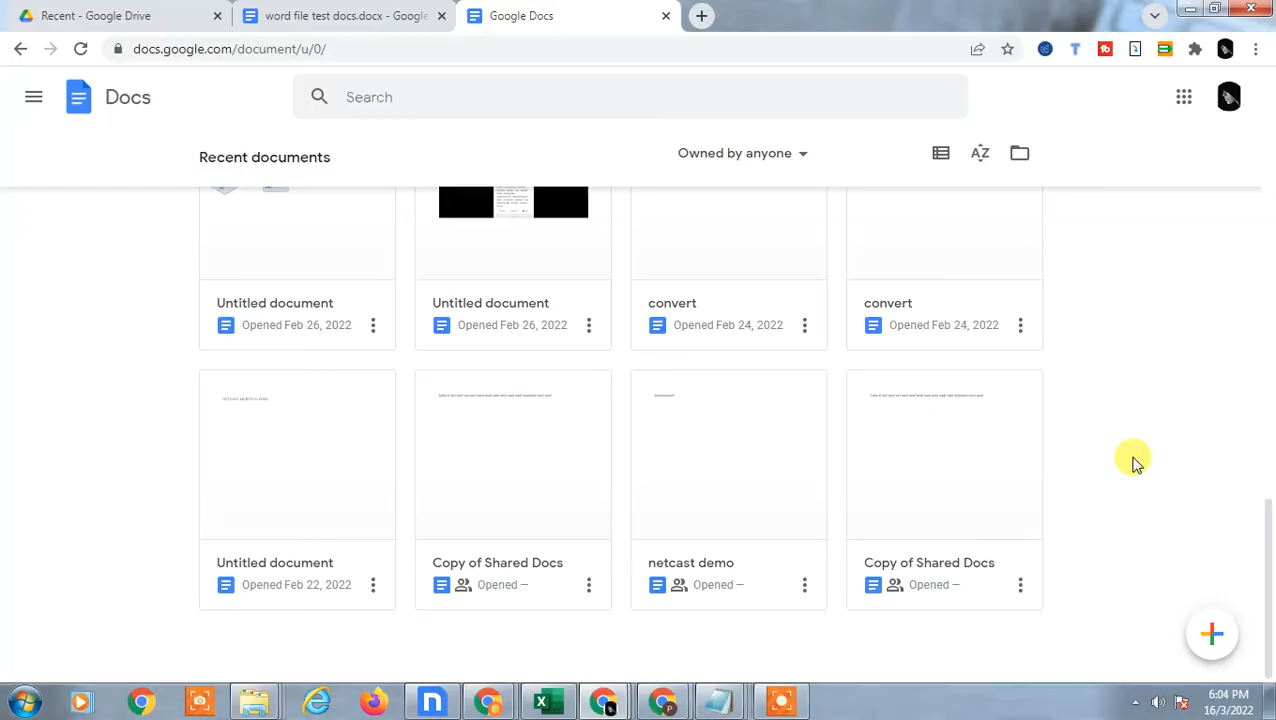 Recent - Google Drive
word file test docs.docx - Google
Google Docs
docs.google.com/document/u/0/
Docs
Search
Recent documents
Owned by anyone
AZ
Untitled document
Opened Feb 26, 2022
Untitled document
Opened Feb 26, 2022
convert
Opened Feb 24, 2022
convert
Opened Feb 24, 2022
Untitled document
Opened Feb 22, 2022
Copy of Shared Docs
Opened —
netcast demo
Opened —
Copy of Shared Docs
Opened —
6:04 PM
16/3/2022